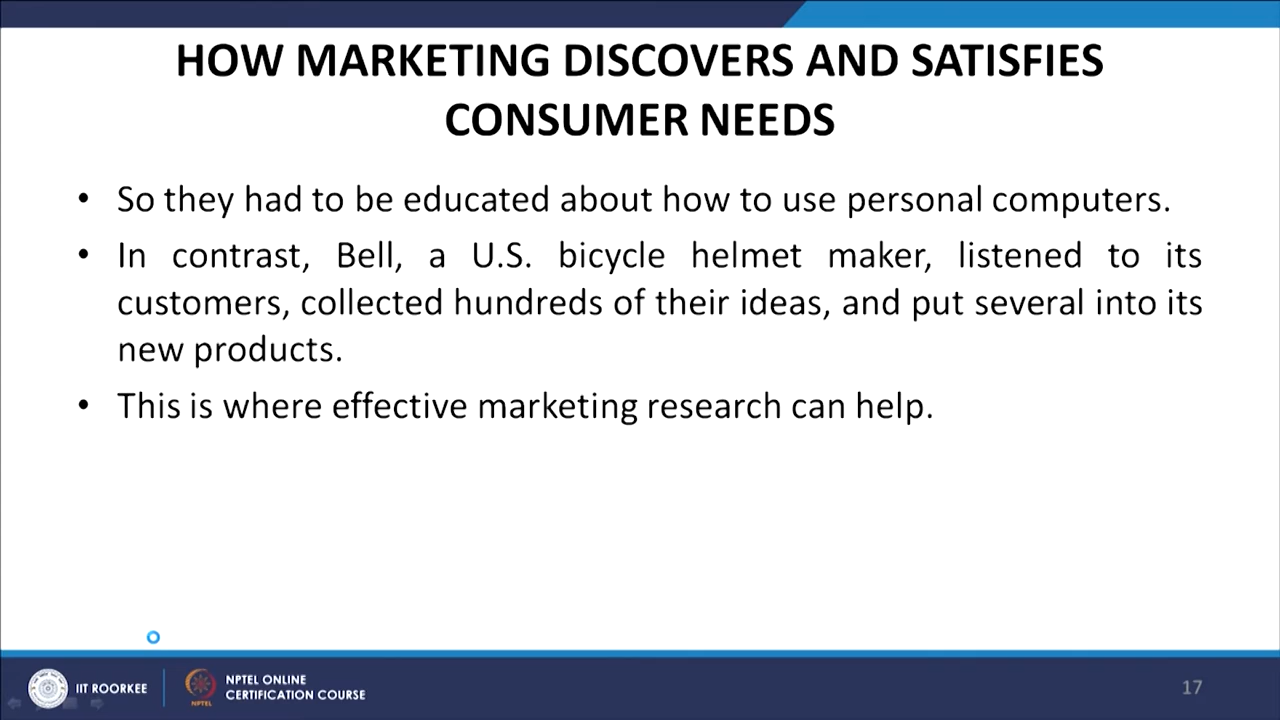 HOW MARKETING DISCOVERS AND SATISFIES
CONSUMER NEEDS
• So they had to be educated about how to use personal computers.
• In contrast, Bell, a U.S. bicycle helmet maker, listened to its
customers, collected hundreds of their ideas, and put several into its
new products.
• This is where effective marketing research can help.
IIT ROORKEE
NPTEL
NPTEL ONLINE
CERTIFICATION COURSE
17